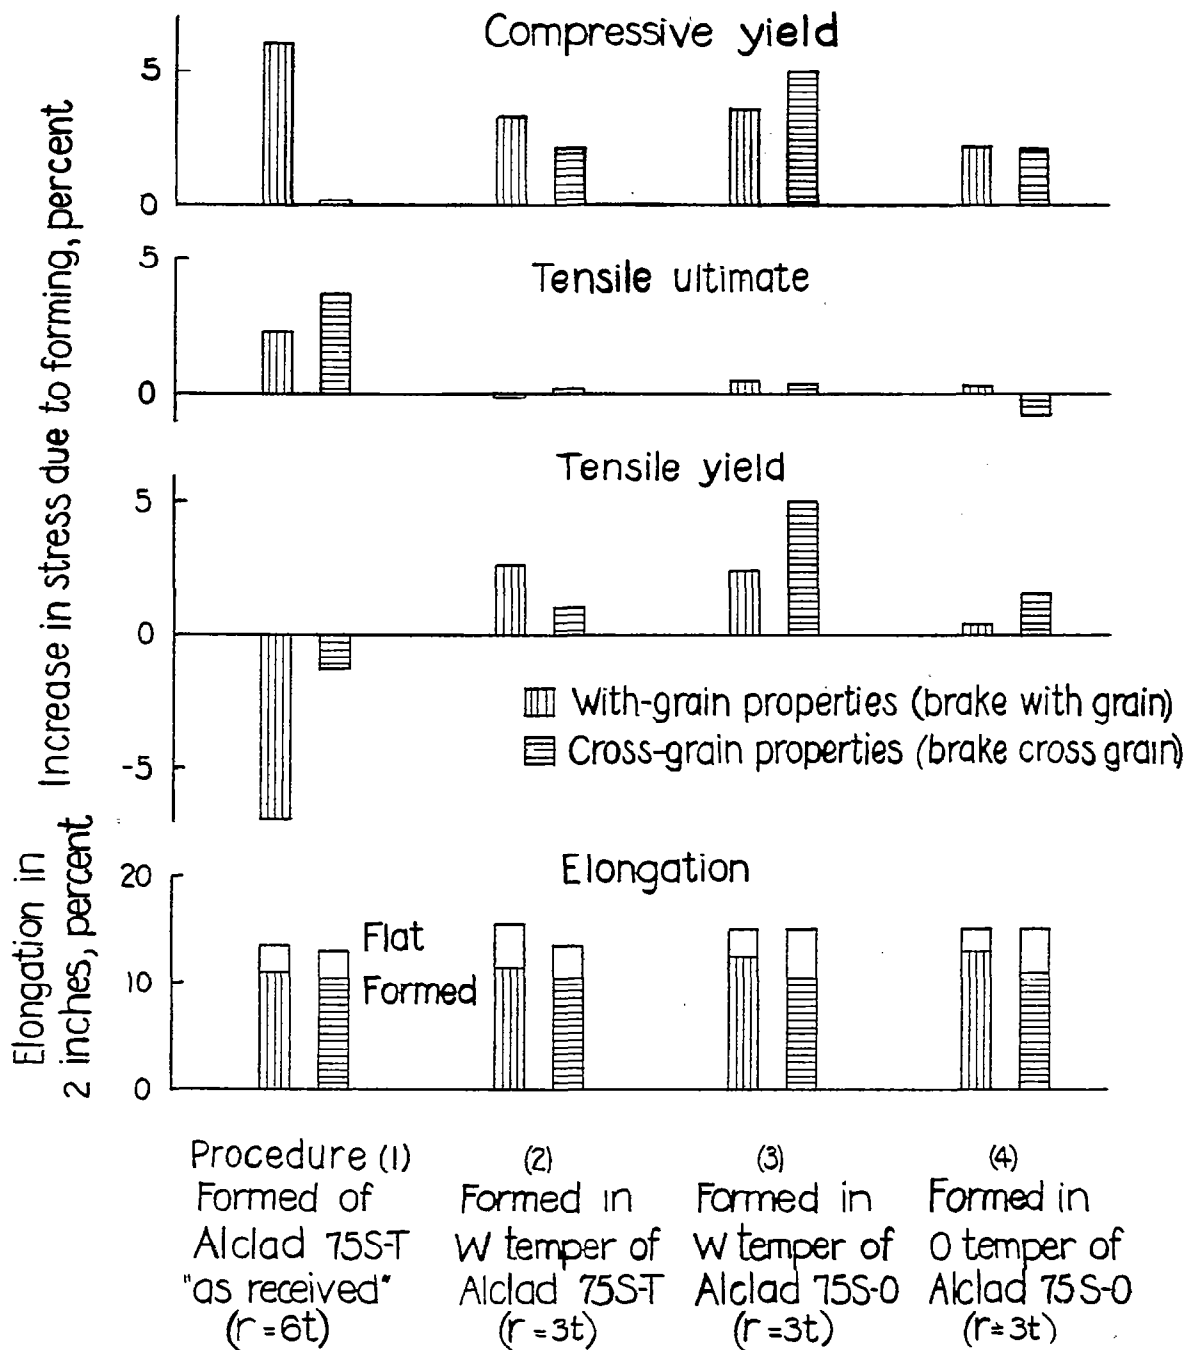 Compressive yield
5
0
Increase in stress due to forming, percent
5
Tensile ultimate
0
Tensile yield
5
0
-5
With-grain properties (brake with grain)
Cross-grain properties (brake cross grain)
Elongation in
2 inches, percent
Elongation
20
10
0
Flat
Formed
Procedure (1)
Formed of
Alclad 75S-T
"as received"
(r=6t)
(2)
Formed in
W temper of
Alclad 75S-T
(r=3t)
(3)
Formed in
W temper of
Alclad 75S-O
(r=3t)
(4)
Formed in
O temper of
Alclad 75S-O
(r=3t)